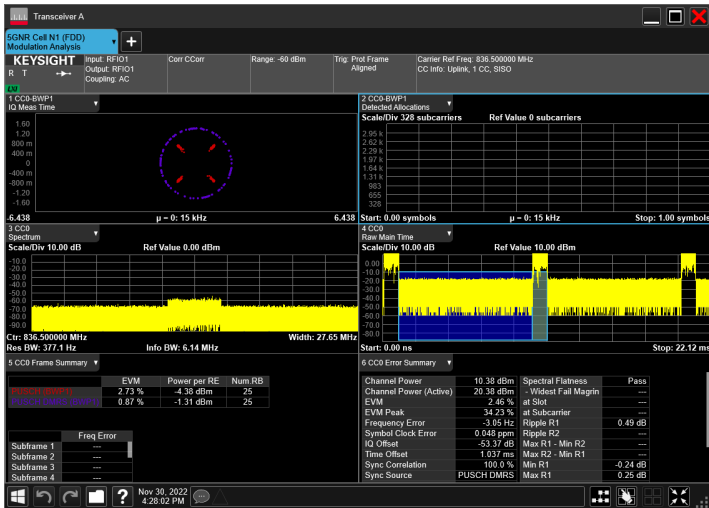 Transceiver A
5GNR Cell N1 (FDD)
Modulation Analysis
KEYSIGHT
R T
LXI
Input: RFIO1
Output: RFIO1
Coupling: AC
Corr CCorr
Range: -60 dBm
Trig: Prot Frame
Aligned
Carrier Ref Freq: 836.500000 MHz
CC Info: Uplink, 1 CC, SISO
1 CC0-BWP1
IQ Meas Time
1.60
1.20
800 m
400 m
0
-400 m
-800 m
-1.20
-1.60
-6.438
μ = 0: 15 kHz
6.438
2 CC0-BWP1
Detected Allocations
Scale/Div 328 subcarriers
Ref Value 0 subcarriers
2.95 k
2.62 k
2.29 k
1.97 k
1.64 k
1.31 k
983
655
328
Start: 0.00 symbols
μ = 0: 15 kHz
Stop: 1.00 symbols
3 CC0
Spectrum
Scale/Div 10.00 dB
Ref Value 0.00 dBm
-10.0
-20.0
-30.0
-40.0
-50.0
-60.0
-70.0
-80.0
-90.0
Ctr: 836.500000 MHz
Width: 27.65 MHz
Res BW: 377.1 Hz
Info BW: 6.14 MHz
4 CC0
Raw Main Time
Scale/Div 10.00 dB
Ref Value 10.00 dBm
0.00
-10.0
-20.0
-30.0
-40.0
-50.0
-60.0
-70.0
-80.0
Start: 0.00 ns
Stop: 22.12 ms
5 CC0 Frame Summary
EVM Power per RE Num.RB
2.73 % -4.38 dBm 25
0.87 % -1.31 dBm 25
Freq Error
Subframe 1 ---
Subframe 2 ---
Subframe 3 ---
Subframe 4 ---
6 CC0 Error Summary
Channel Power 10.38 dBm
Channel Power (Active) 20.38 dBm
EVM 2.46 %
EVM Peak 34.23 %
Frequency Error -3.05 Hz
Symbol Clock Error 0.048 ppm
IQ Offset -53.37 dB
Time Offset 1.037 ms
Sync Correlation 100.0 %
Sync Source PUSCH DMRS
Spectral Flatness Pass
- Widest Fail Magrin ---
at Slot ---
at Subcarrier ---
Ripple R1 0.49 dB
Ripple R2 ---
Max R1 - Min R2 ---
Max R2 - Min R1 ---
Min R1 -0.24 dB
Max R1 0.25 dB
Nov 30, 2022
4:28:02 PM